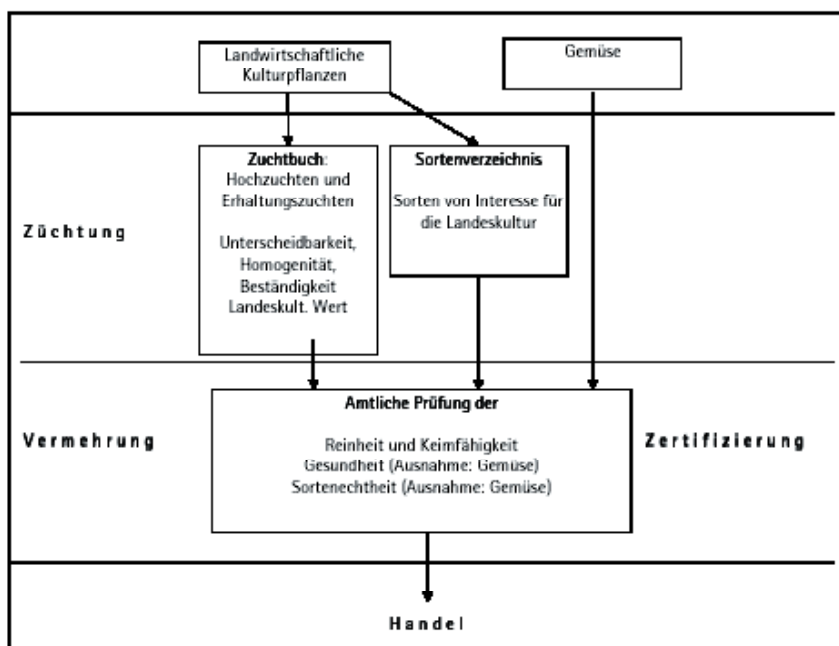 Landwirtschaftliche
Kulturpflanzen
Gemüse
Züchtung
Zuchtbuch:
Hochzuchten und
Erhaltungszuchten
Unterscheidbarkeit,
Homogenität,
Beständigkeit
Landeskult. Wert
Sortenverzeichnis
Sorten von Interesse für
die Landeskultur
Vermehrung
Amtliche Prüfung der
Reinheit und Keimfähigkeit
Gesundheit (Ausnahme: Gemüse)
Sortenechtheit (Ausnahme: Gemüse)
Zertifizierung
Handel